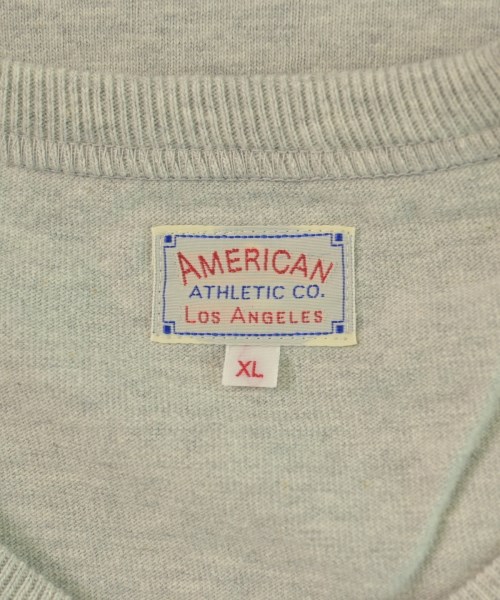 AMERICAN
ATHLETIC CO.
LOS ANGELES
XL